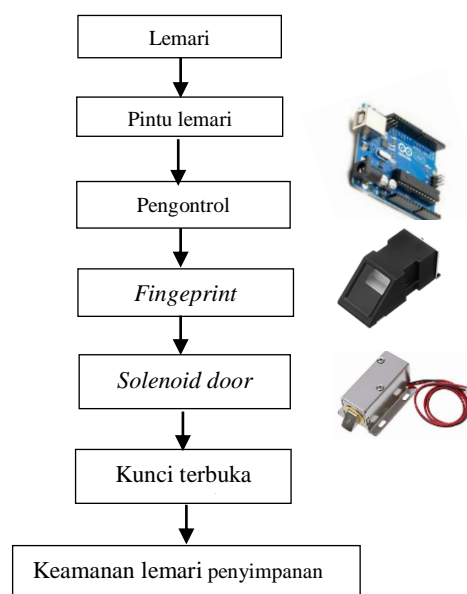 Lemari
Pintu lemari
Pengontrol
Fingeprint
Solenoid door
Kunci terbuka
Keamanan lemari penyimpanan